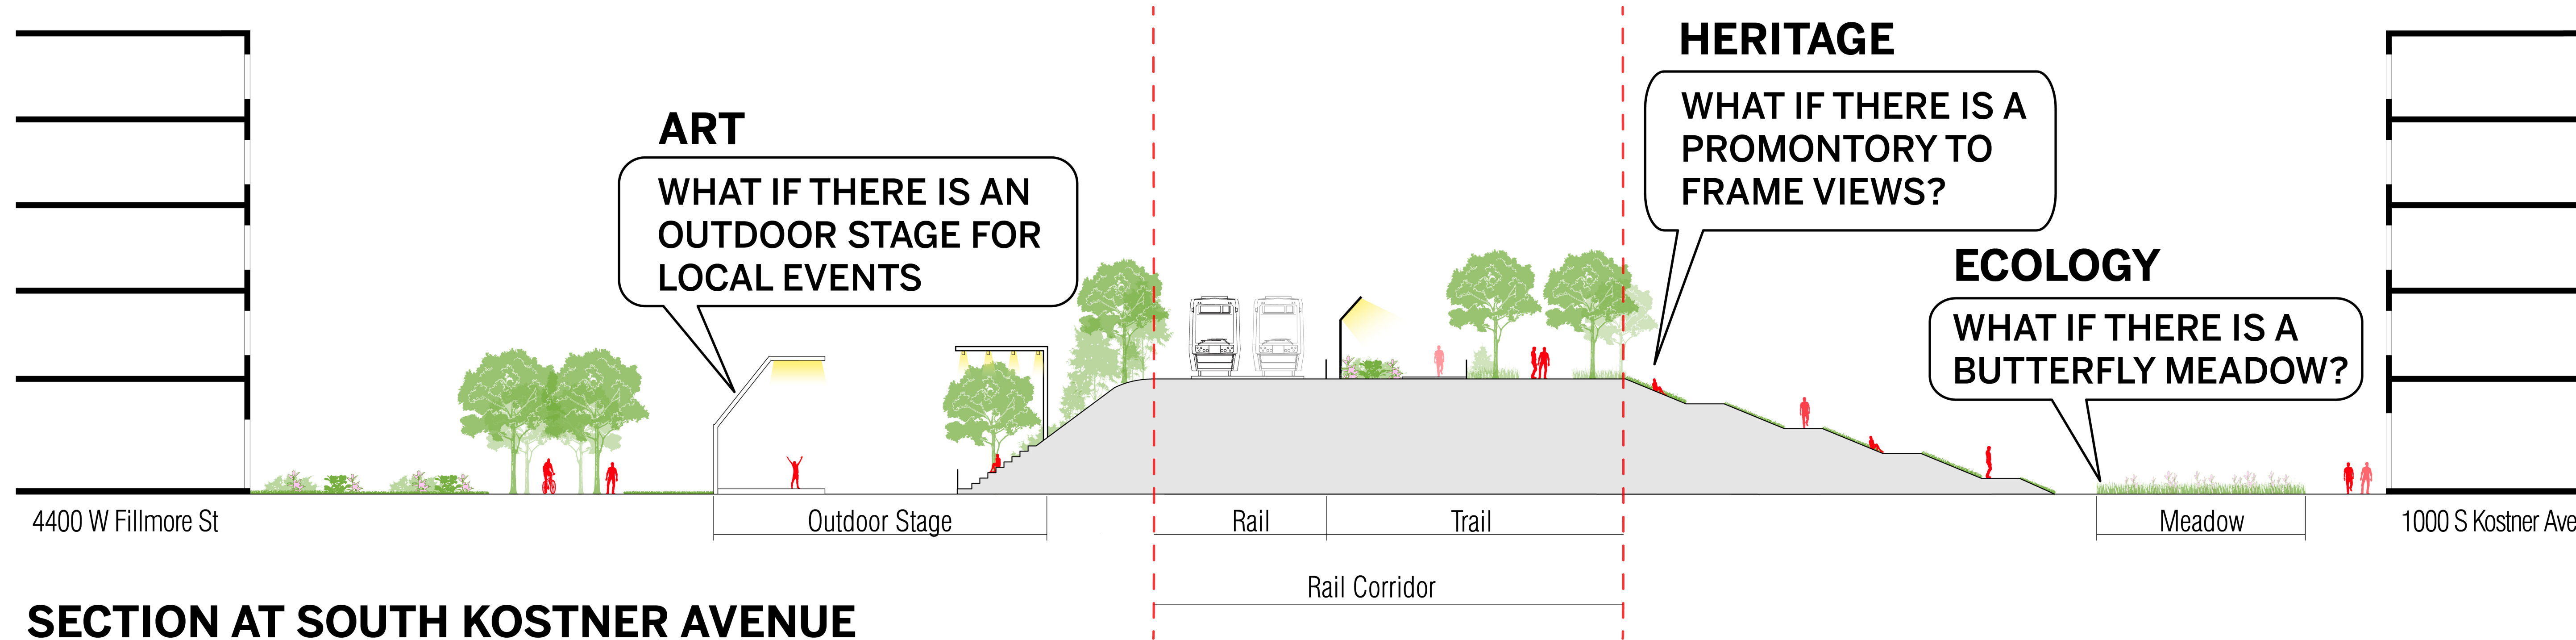 HERITAGE
WHAT IF THERE IS A
PROMONTORY TO
FRAME VIEWS?
ART
WHAT IF THERE IS AN
OUTDOOR STAGE FOR
LOCAL EVENTS
ECOLOGY
WHAT IF THERE IS A
BUTTERFLY MEADOW?
4400 W Fillmore St
Outdoor Stage
Rail
Trail
Meadow
1000 S Kostner Ave
Rail Corridor
SECTION AT SOUTH KOSTNER AVENUE